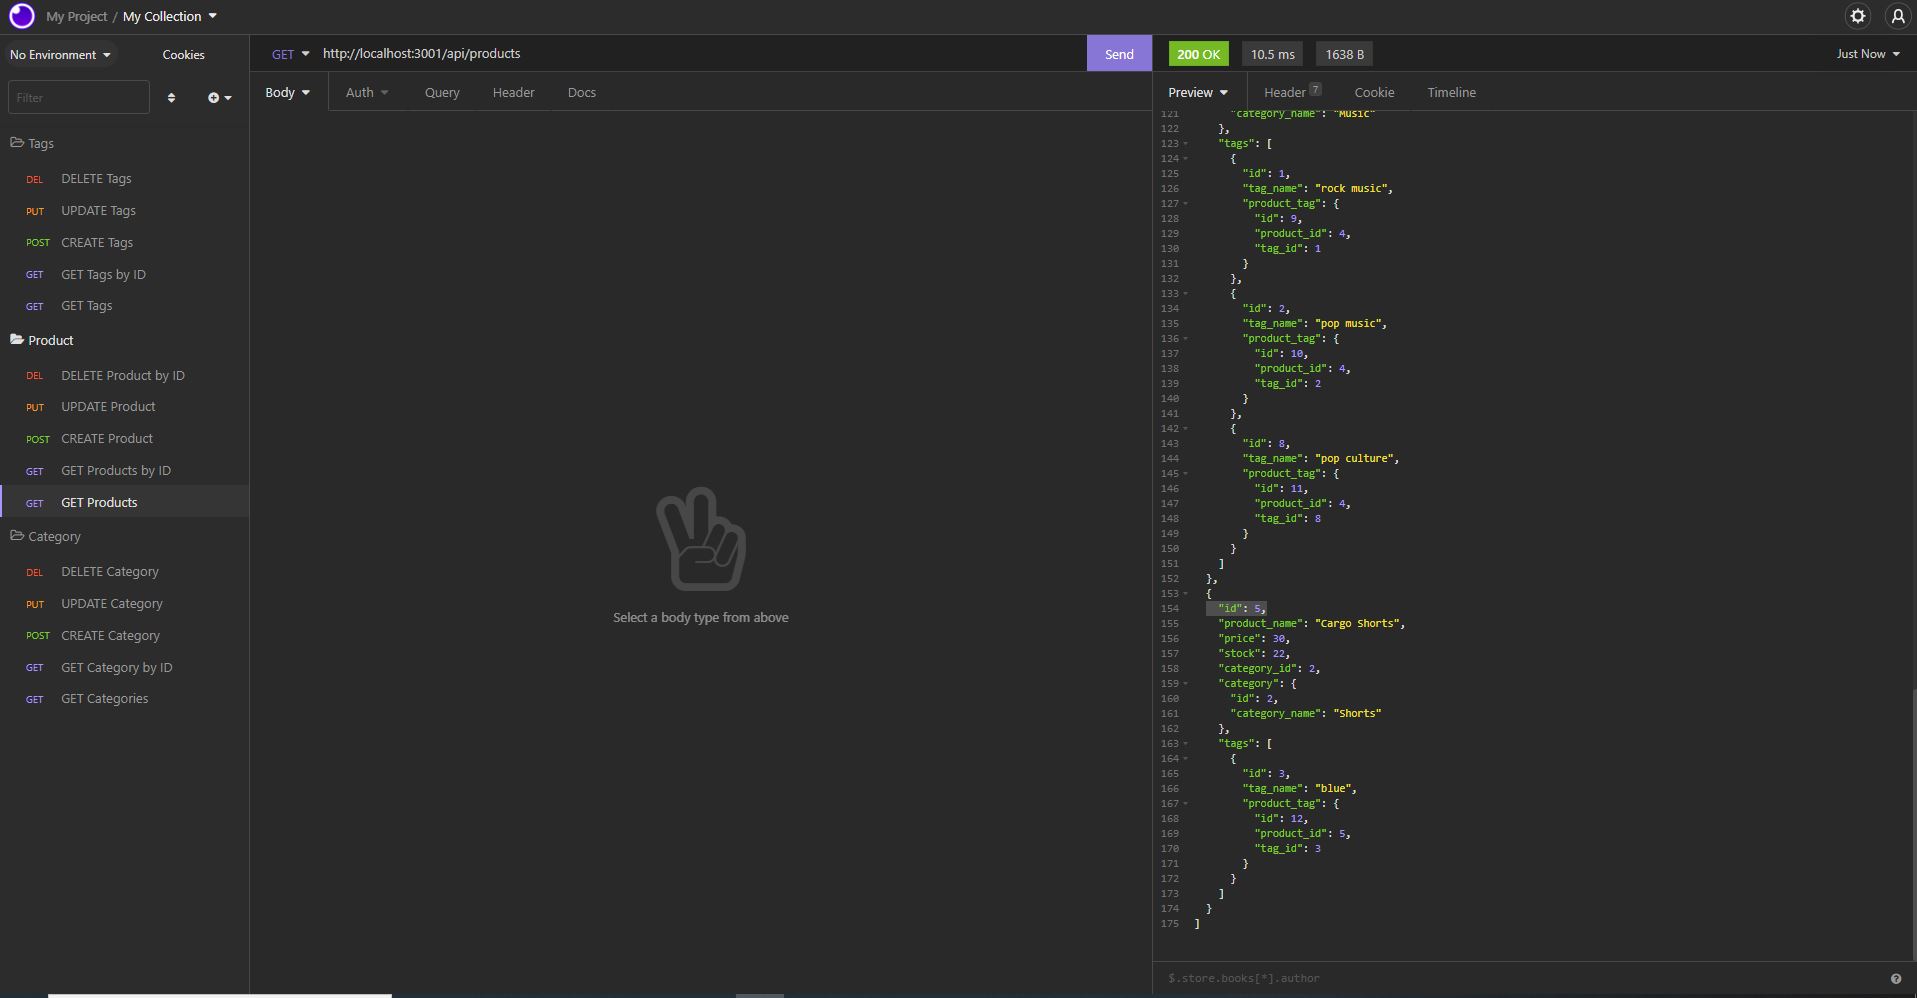 My Project / My Collection
No Environment
Cookies
Filter
Tags
DEL DELETE Tags
PUT UPDATE Tags
POST CREATE Tags
GET GET Tags by ID
GET GET Tags
Product
DEL DELETE Product by ID
PUT UPDATE Product
POST CREATE Product
GET GET Products by ID
GET GET Products
Category
DEL DELETE Category
PUT UPDATE Category
POST CREATE Category
GET GET Category by ID
GET GET Categories
GET http://localhost:3001/api/products Send
Body Auth Query Header Docs
Select a body type from above
200 OK 10.5 ms 1638 B Just Now
Preview Header 7 Cookie Timeline
121 "category_name": "Music"
122 },
123 "tags": [
124 {
125 "id": 1,
126 "tag_name": "rock music",
127 "product_tag": {
128 "id": 9,
129 "product_id": 4,
130 "tag_id": 1
131 }
132 },
133 {
134 "id": 2,
135 "tag_name": "pop music",
136 "product_tag": {
137 "id": 10,
138 "product_id": 4,
139 "tag_id": 2
140 }
141 },
142 {
143 "id": 8,
144 "tag_name": "pop culture",
145 "product_tag": {
146 "id": 11,
147 "product_id": 4,
148 "tag_id": 8
149 }
150 }
151 ]
152 },
153 {
154 "id": 5,
155 "product_name": "Cargo Shorts",
156 "price": 30,
157 "stock": 22,
158 "category_id": 2,
159 "category": {
160 "id": 2,
161 "category_name": "Shorts"
162 },
163 "tags": [
164 {
165 "id": 3,
166 "tag_name": "blue",
167 "product_tag": {
168 "id": 12,
169 "product_id": 5,
170 "tag_id": 3
171 }
172 }
173 ]
174 }
175 ]
$.store.books[*].author